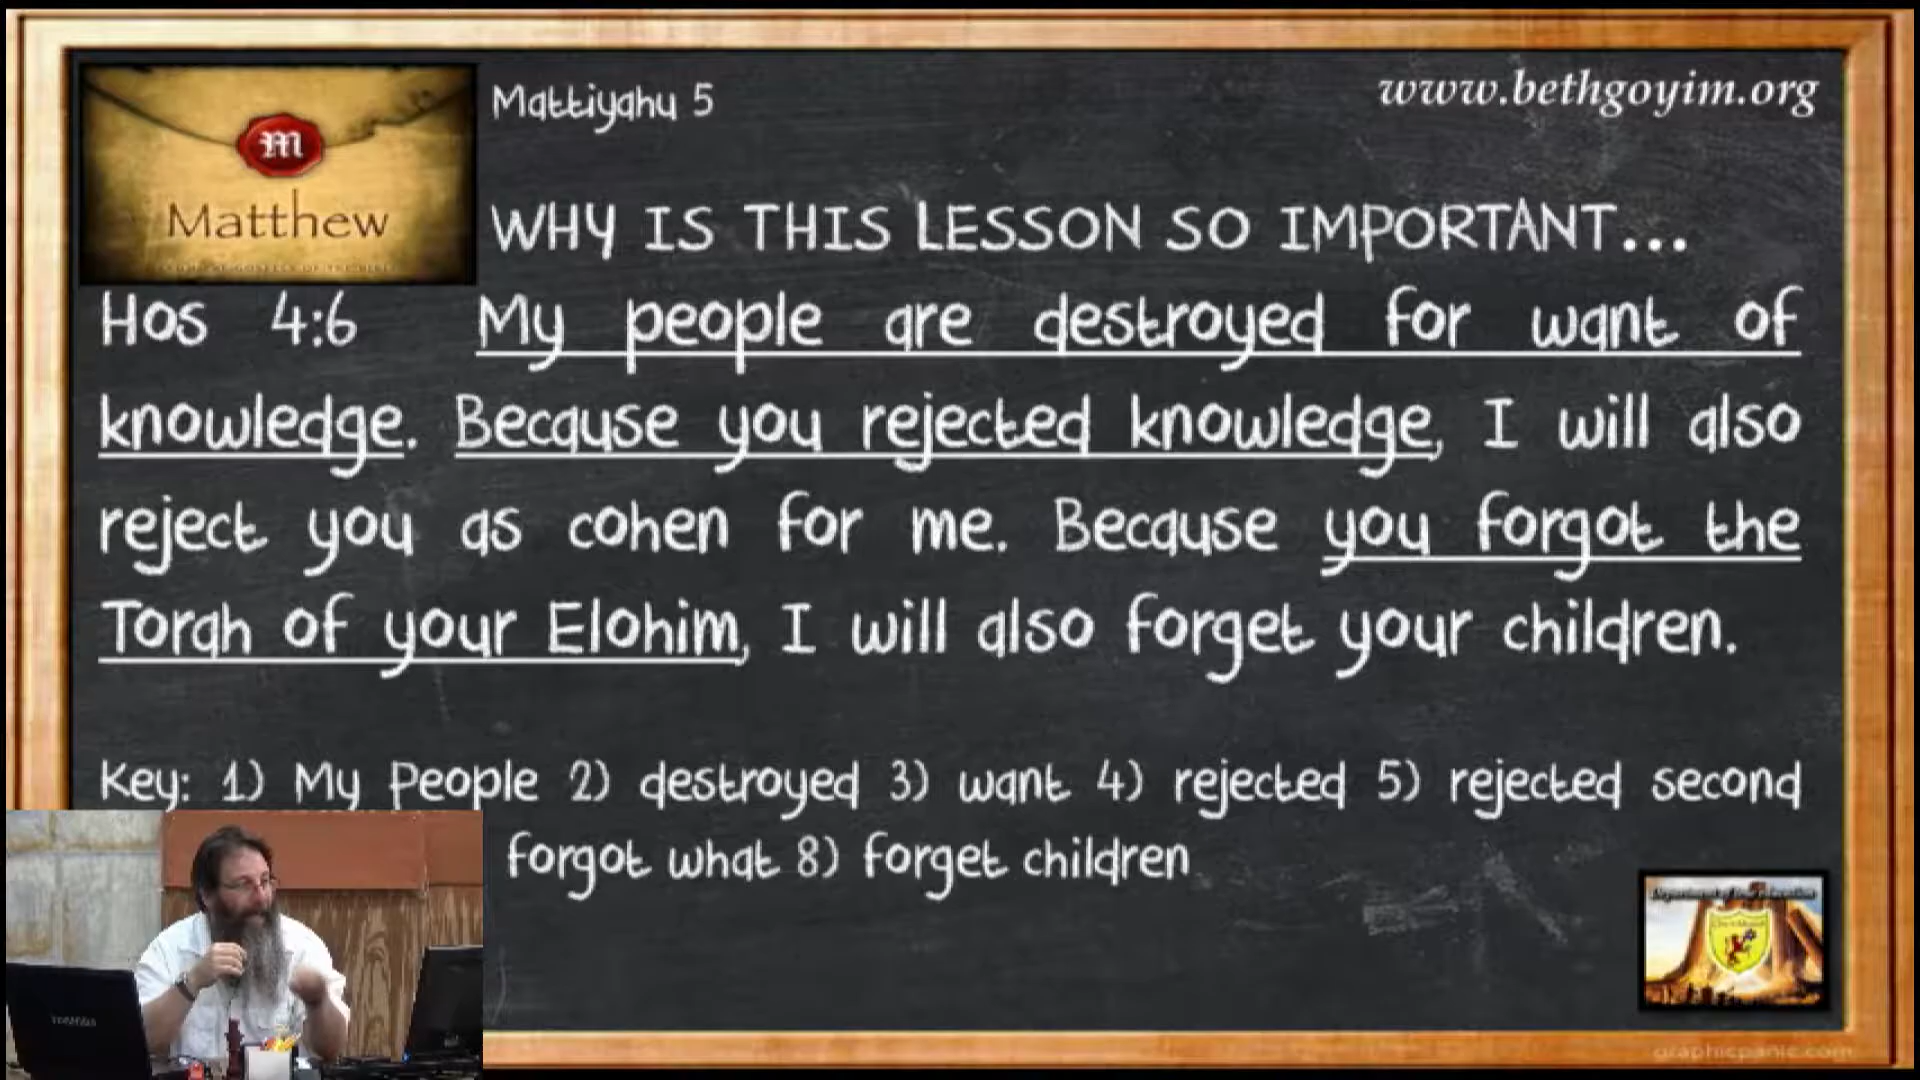 Mattiyahu 5
www.bethgoyim.org
M
Matthew
WHY IS THIS LESSON SO IMPORTANT...
Hos 4:6 My people are destroyed for want of
knowledge. Because you rejected knowledge, I will also
reject you as cohen for me. Because you forgot the
Torah of your Elohim, I will also forget your children.
Key: 1) My People 2) destroyed 3) want 4) rejected 5) rejected second
forgot what 8) forget children
TOSHIBA
graphicpanic.com